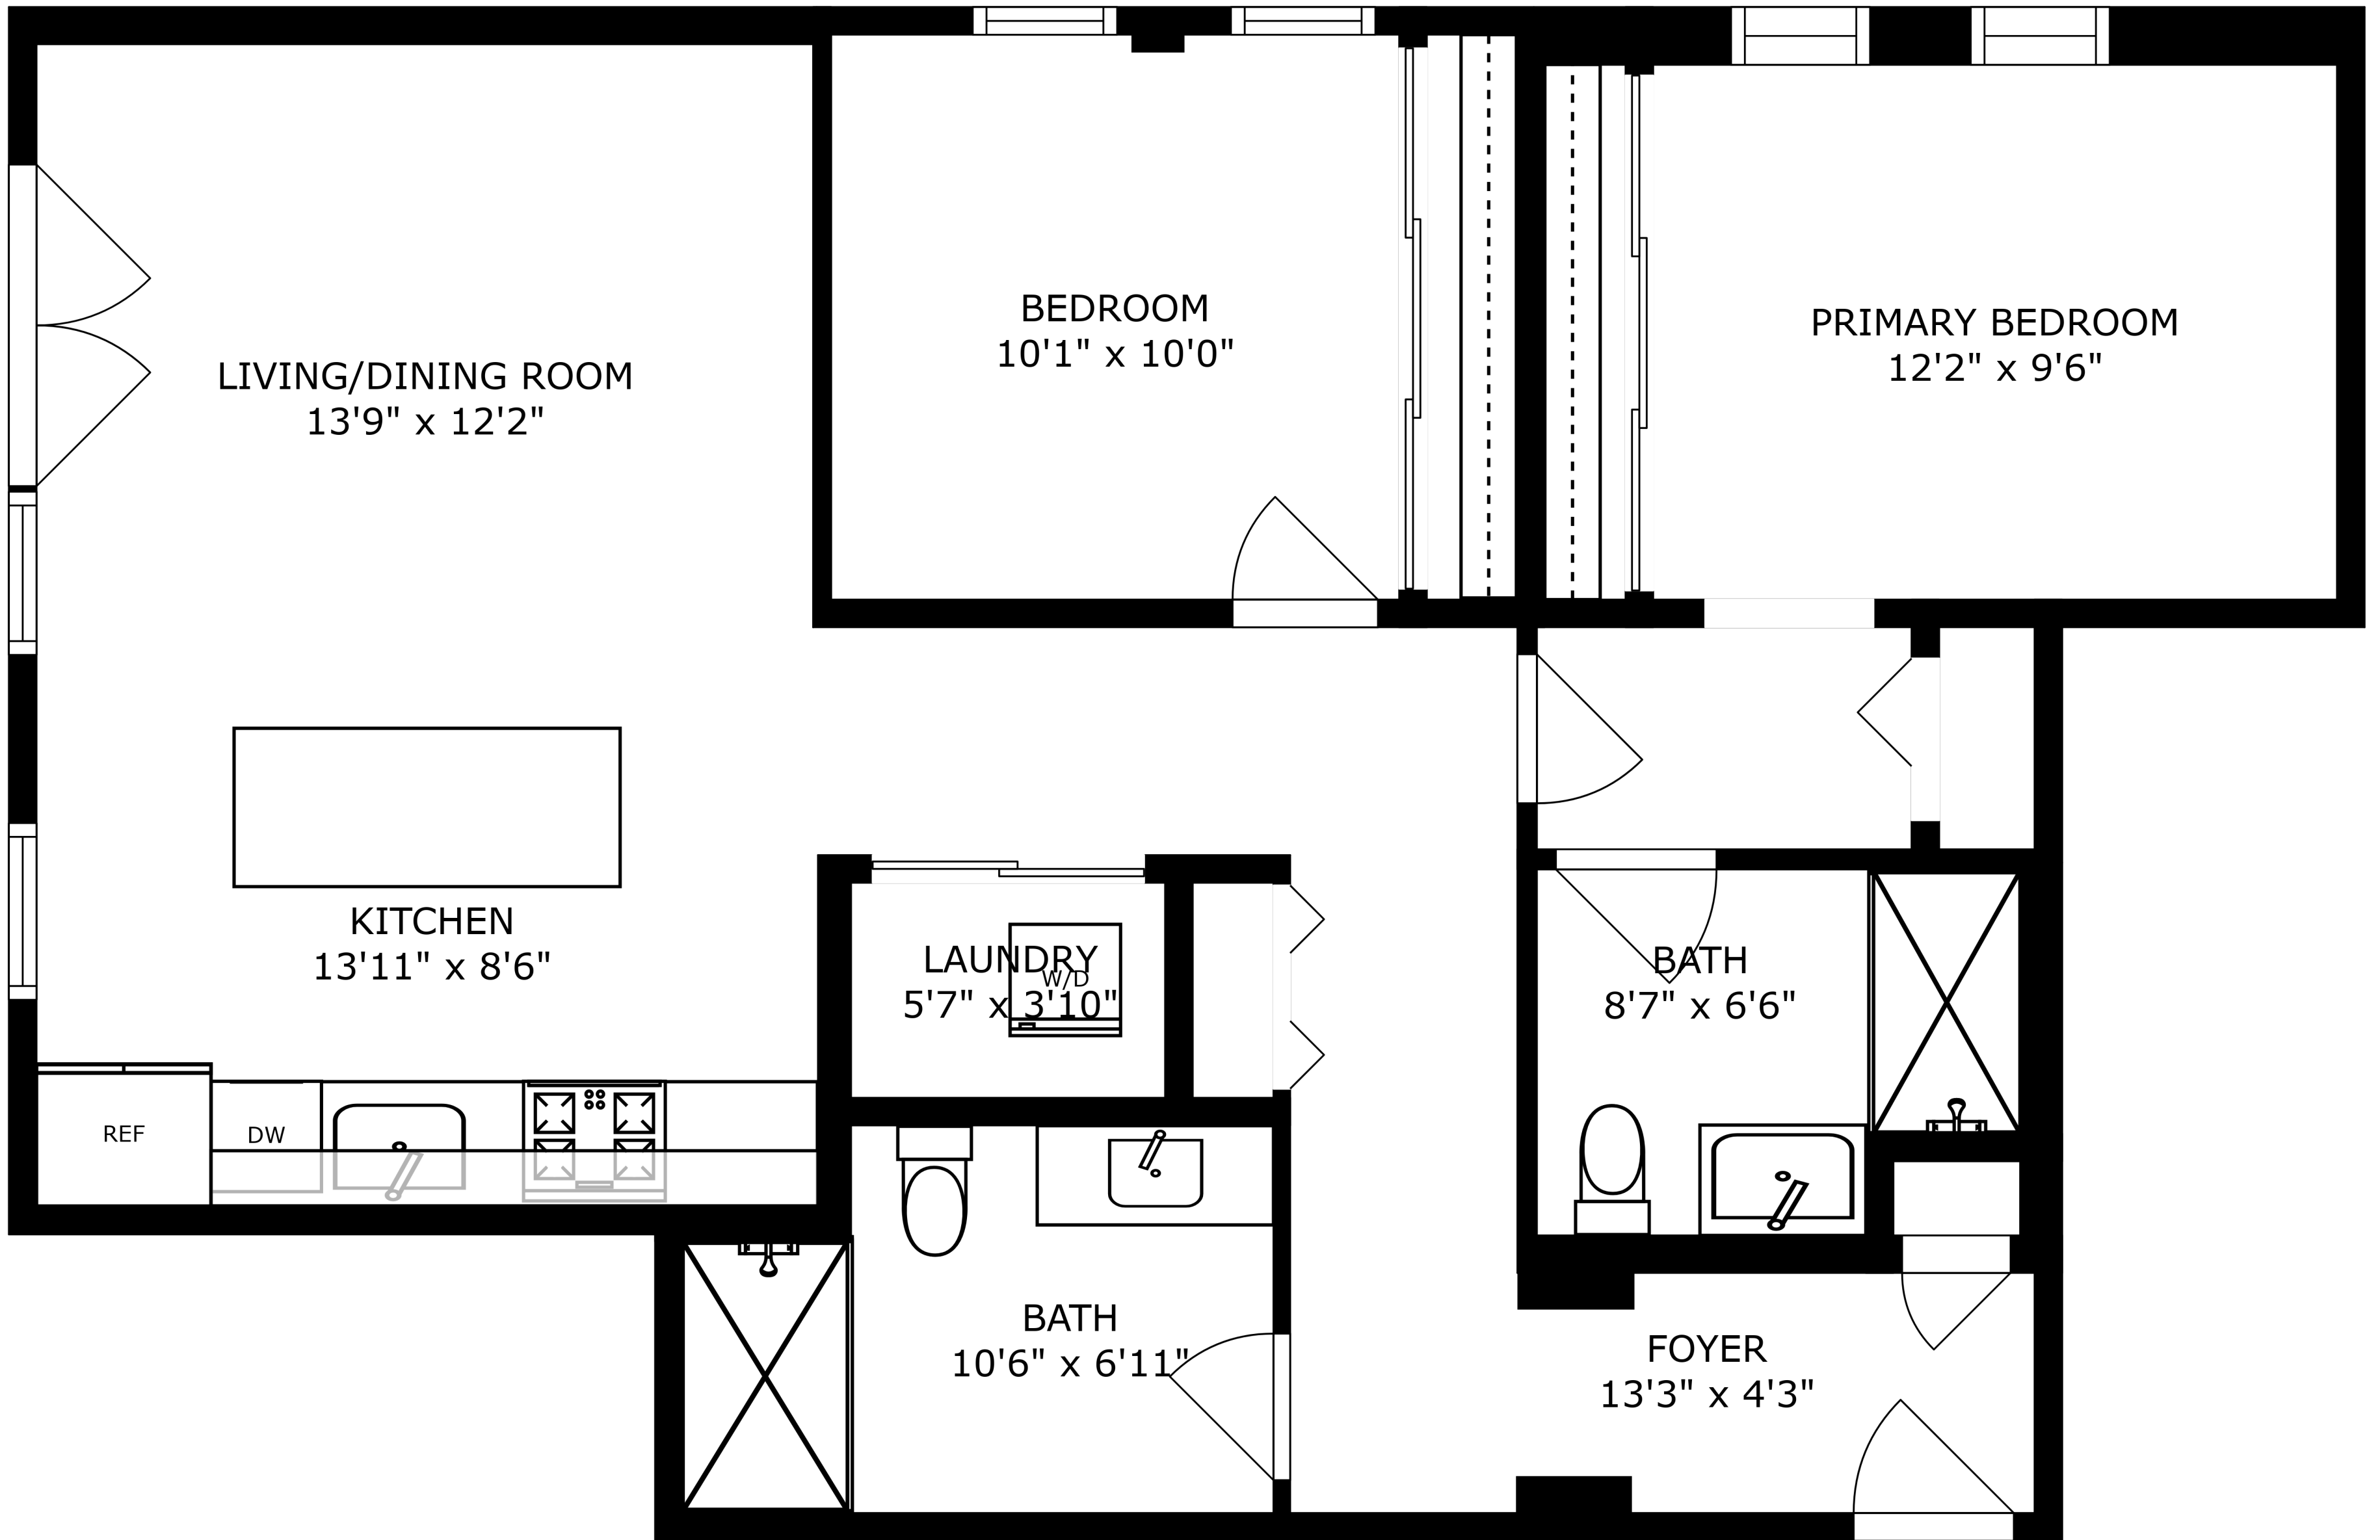 BEDROOM
10'1" x 10'0"
PRIMARY BEDROOM
12'2" x 9'6"
LIVING/DINING ROOM
13'9" x 12'2"
KITCHEN
13'11" x 8'6"
LAUNDRY
W/D
5'7" x 3'10"
BATH
8'7" x 6'6"
REF
DW
BATH
10'6" x 6'11"
FOYER
13'3" x 4'3"